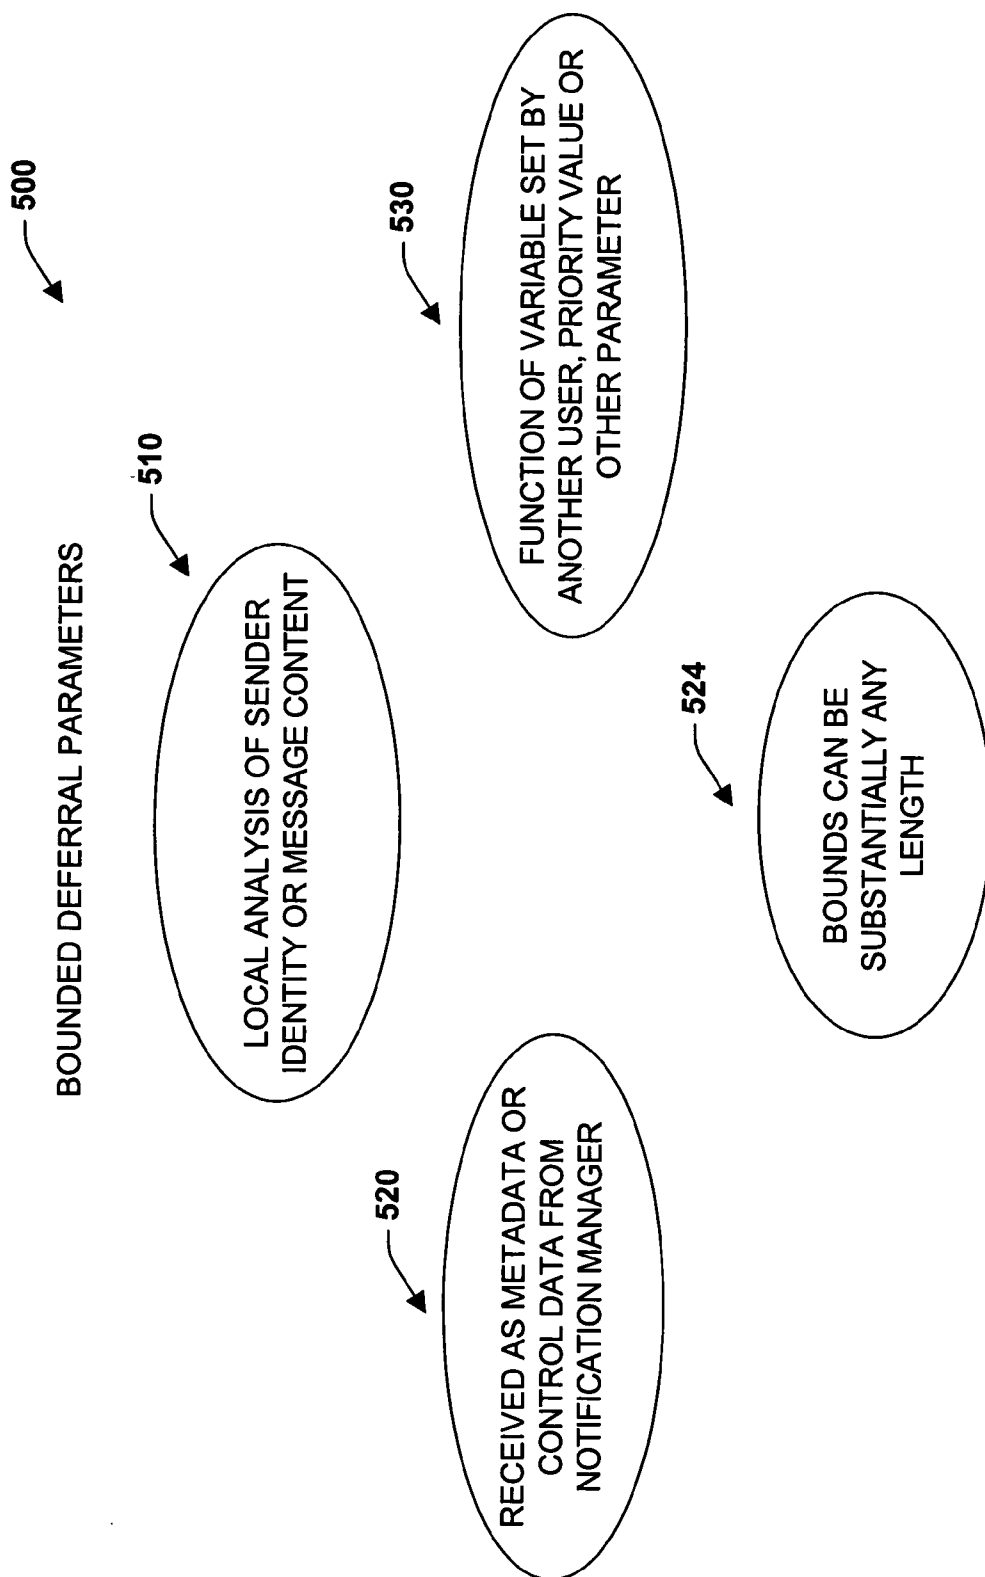 BOUNDED DEFERRAL PARAMETERS
500
510
LOCAL ANALYSIS OF SENDER
IDENTITY OR MESSAGE CONTENT
520
RECEIVED AS METADATA OR
CONTROL DATA FROM
NOTIFICATION MANAGER
530
FUNCTION OF VARIABLE SET BY
ANOTHER USER, PRIORITY VALUE OR
OTHER PARAMETER
524
BOUNDS CAN BE
SUBSTANTIALLY ANY
LENGTH